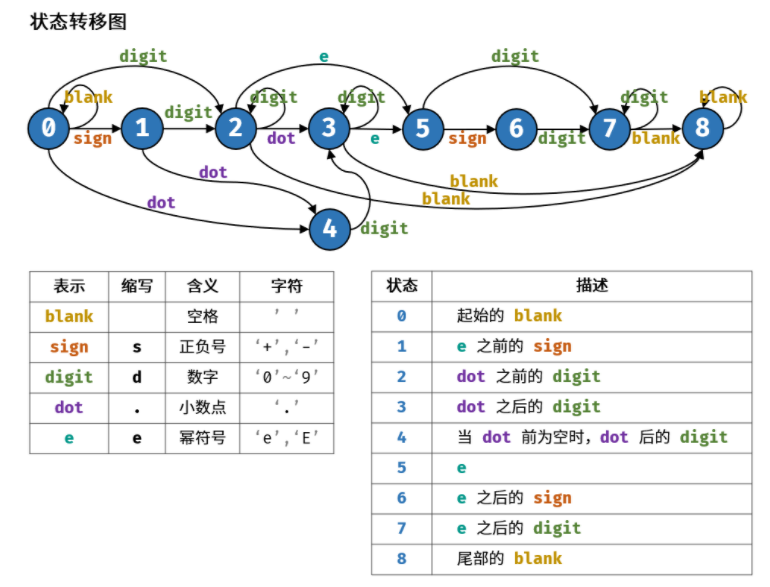 状态转移图
digit
e
digit
blank
digit
digit
digit
blank
0
1
digit
2
3
5
6
7
8
sign
dot
e
sign
digit
blank
dot
blank
dot
blank
4
digit
表示 缩写 含义 字符
blank 空格 ' '
sign s 正负号 '+','-'
digit d 数字 '0'~'9'
dot . 小数点 '.'
e e 幂符号 'e','E'
状态 描述
0 起始的 blank
1 e 之前的 sign
2 dot 之前的 digit
3 dot 之后的 digit
4 当 dot 前为空时，dot 后的 digit
5 e
6 e 之后的 sign
7 e 之后的 digit
8 尾部的 blank